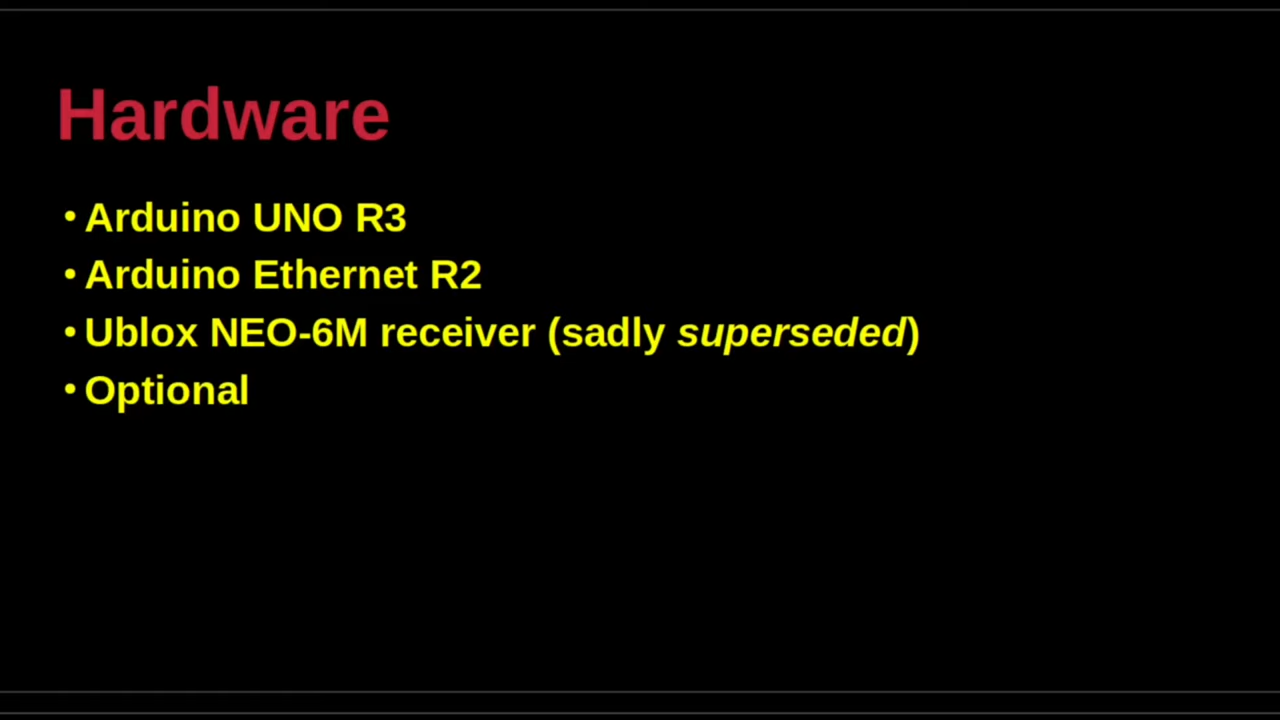 Hardware
• Arduino UNO R3
• Arduino Ethernet R2
• Ublox NEO-6M receiver (sadly superseded)
• Optional